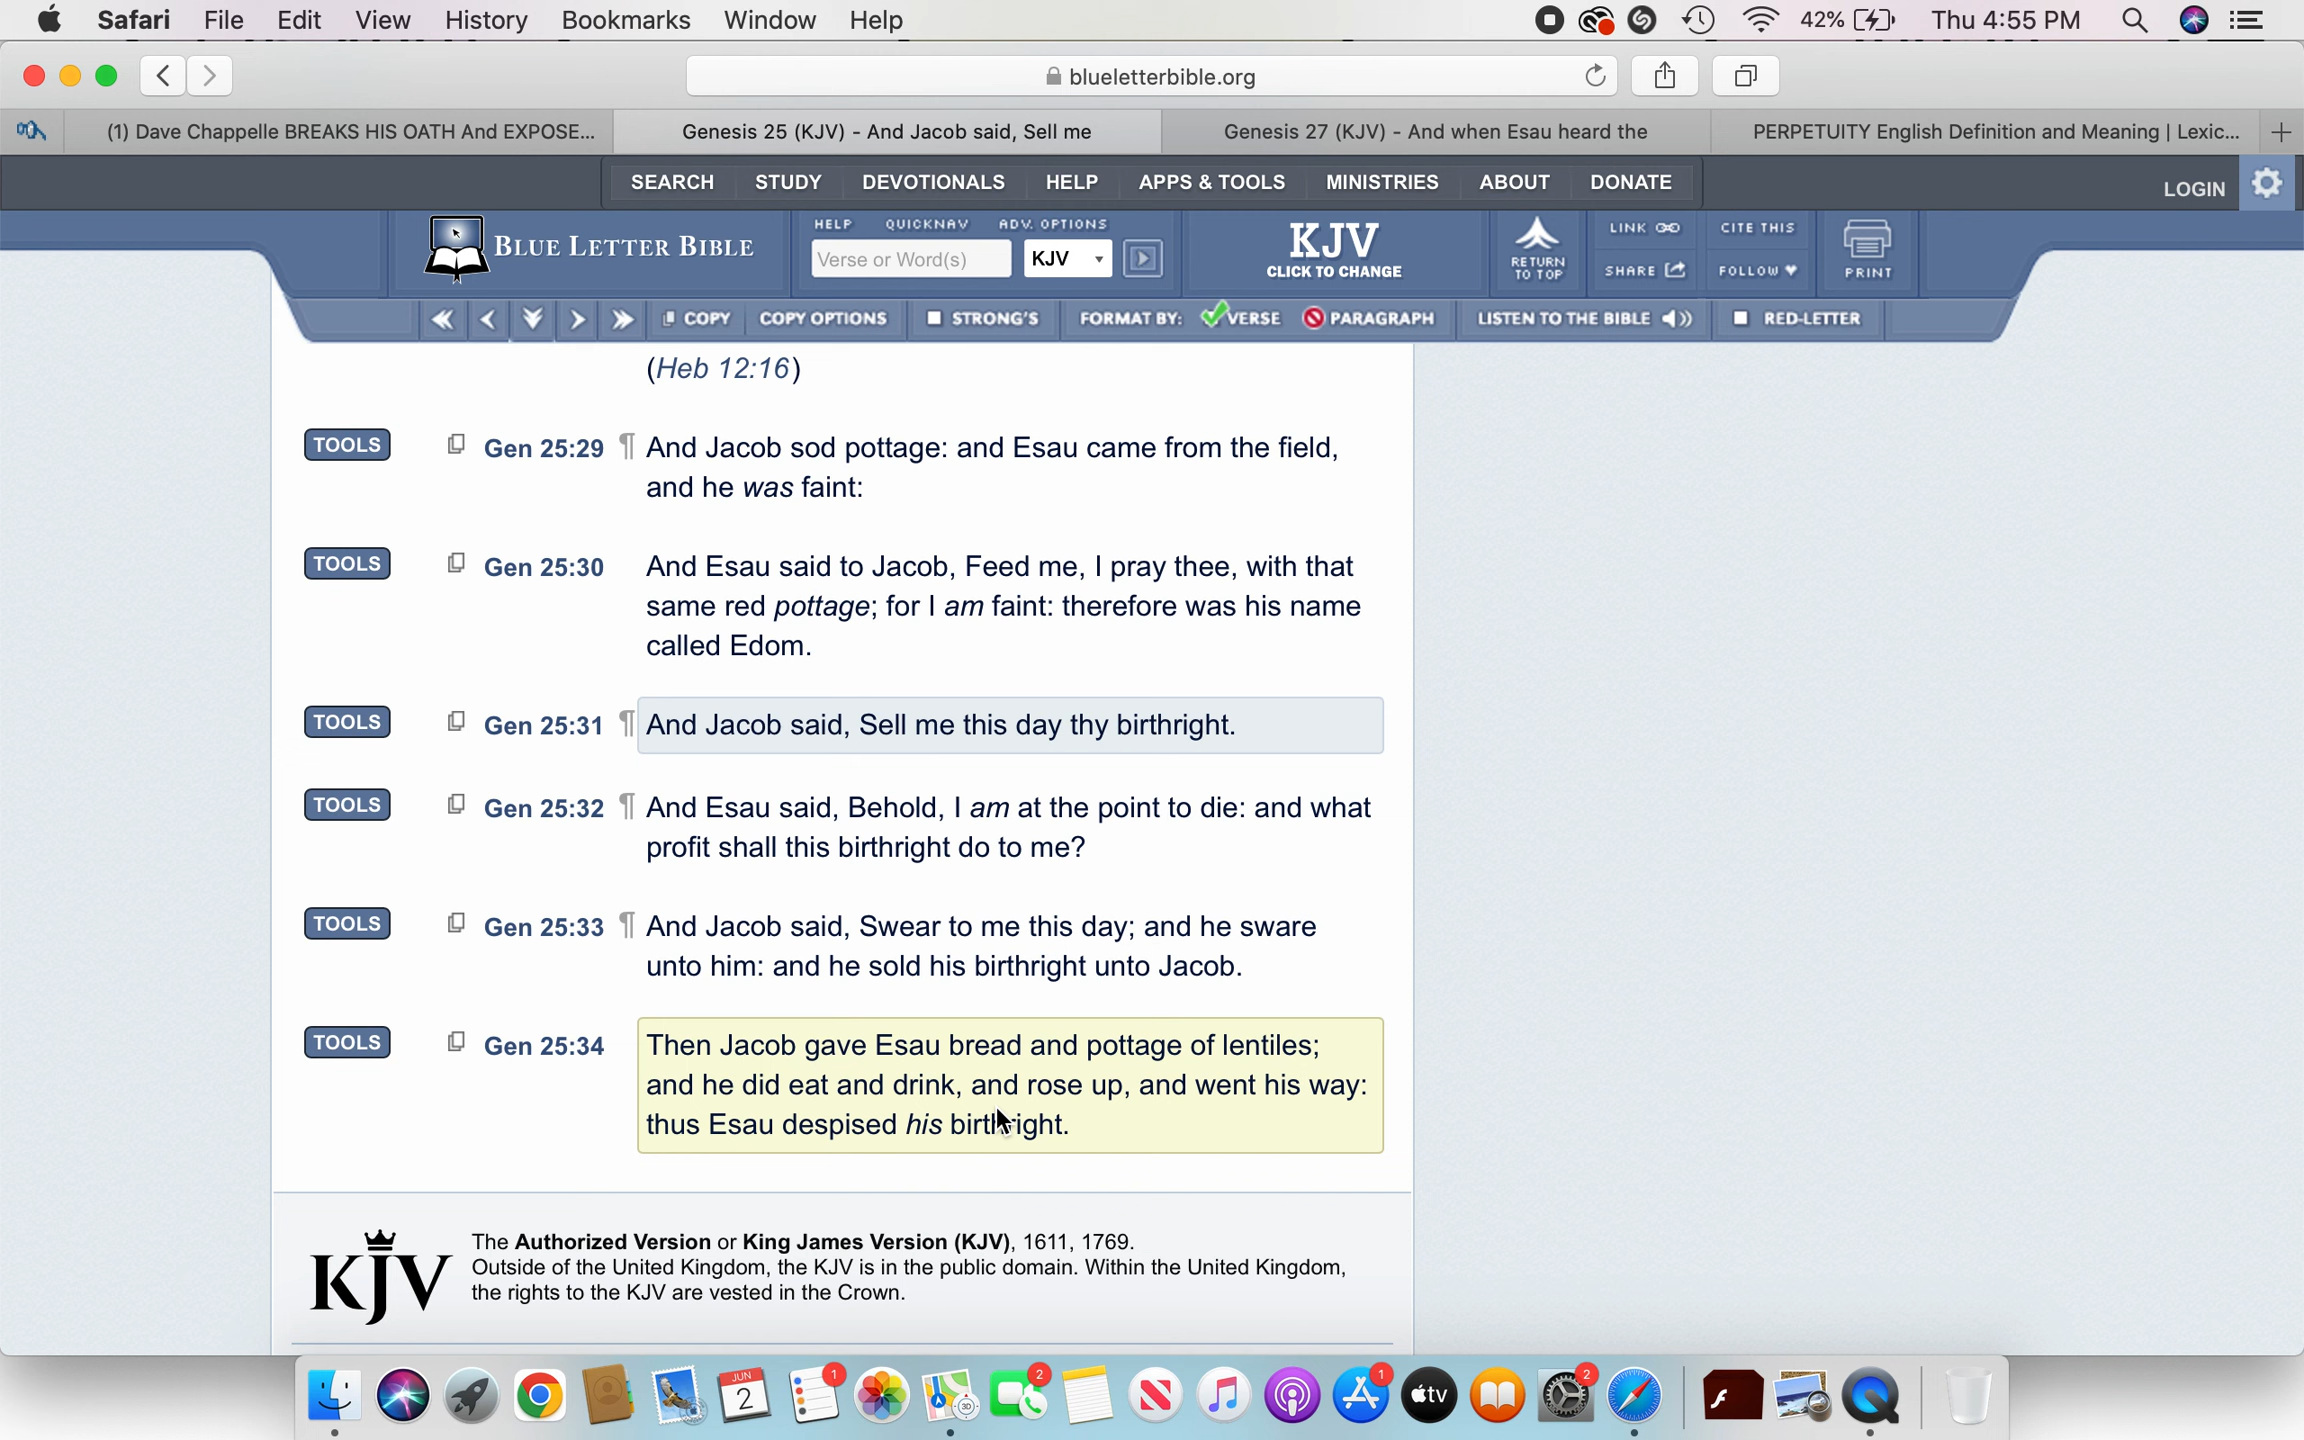 Safari File Edit View History Bookmarks Window Help 42% Thu 4:55 PM
blueletterbible.org
(1) Dave Chappelle BREAKS HIS OATH And EXPOSE... Genesis 25 (KJV) - And Jacob said, Sell me Genesis 27 (KJV) - And when Esau heard the PERPETUITY English Definition and Meaning | Lexic...
SEARCH STUDY DEVOTIONALS HELP APPS & TOOLS MINISTRIES ABOUT DONATE LOGIN
HELP QUICKNAV ADV. OPTIONS
BLUE LETTER BIBLE Verse or Word(s) KJV
KJV
CLICK TO CHANGE
RETURN
TO TOP
LINK CITE THIS
SHARE FOLLOW PRINT
COPY COPY OPTIONS STRONG'S FORMAT BY: VERSE PARAGRAPH LISTEN TO THE BIBLE RED-LETTER
(Heb 12:16)
TOOLS Gen 25:29 ¶ And Jacob sod pottage: and Esau came from the field,
and he was faint:
TOOLS Gen 25:30 And Esau said to Jacob, Feed me, I pray thee, with that
same red pottage; for I am faint: therefore was his name
called Edom.
TOOLS Gen 25:31 ¶ And Jacob said, Sell me this day thy birthright.
TOOLS Gen 25:32 ¶ And Esau said, Behold, I am at the point to die: and what
profit shall this birthright do to me?
TOOLS Gen 25:33 ¶ And Jacob said, Swear to me this day; and he sware
unto him: and he sold his birthright unto Jacob.
TOOLS Gen 25:34 Then Jacob gave Esau bread and pottage of lentiles;
and he did eat and drink, and rose up, and went his way:
thus Esau despised his birthright.
KJV
The Authorized Version or King James Version (KJV), 1611, 1769.
Outside of the United Kingdom, the KJV is in the public domain. Within the United Kingdom,
the rights to the KJV are vested in the Crown.
JUN
2 1 3D 2 1 tv 2